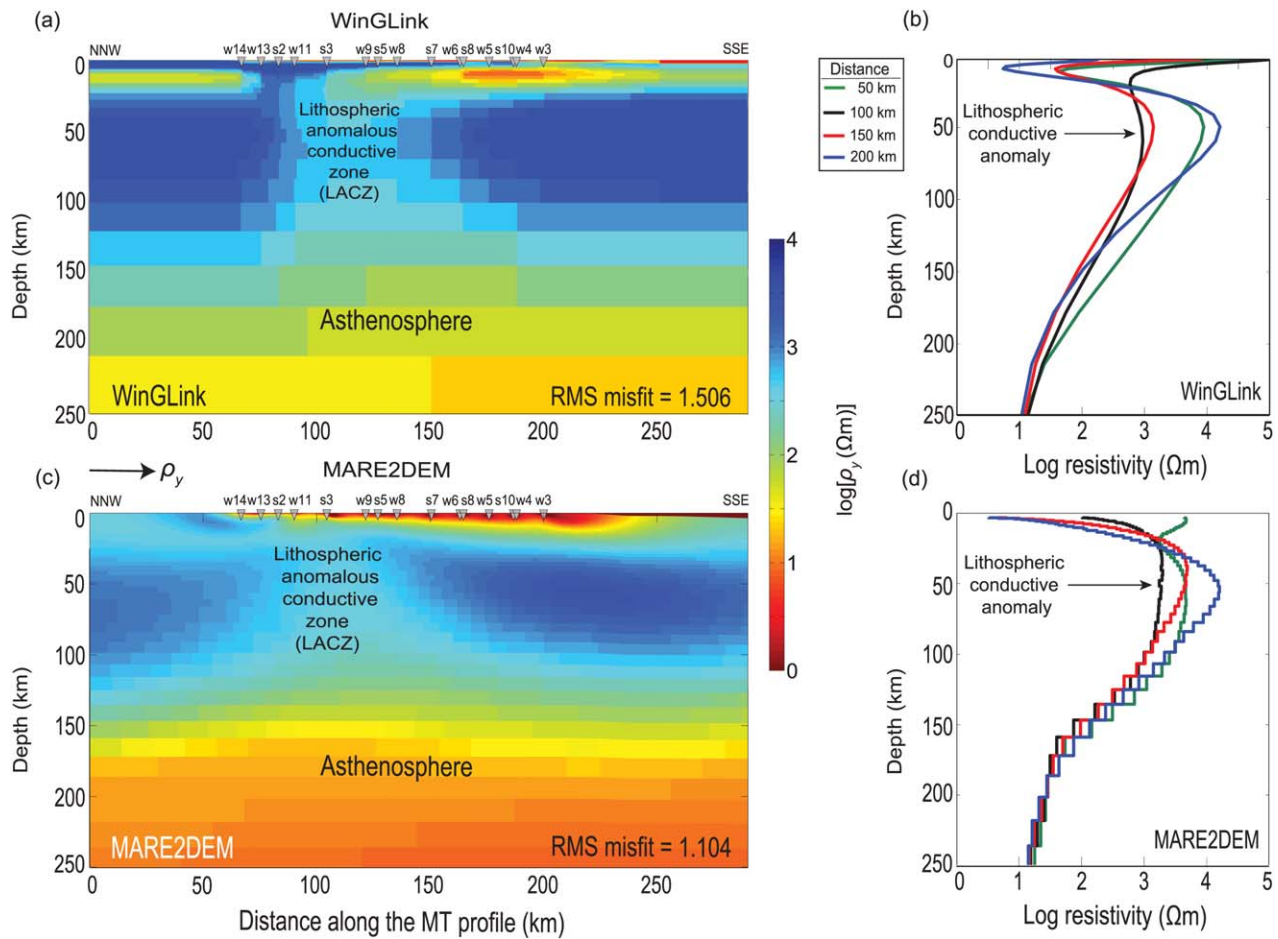 (a)
WinGLink
NNW
w14 w13 s2 w11 s3 w9 s5 w8 s7 w6 s8 w5 s10 w4 w3
SSE
0
50
100
150
200
250
Depth (km)
Lithospheric
anomalous
conductive
zone
(LACZ)
Asthenosphere
WinGLink
RMS misfit = 1.506
0 50 100 150 200 250
(b)
Distance
50 km
100 km
150 km
200 km
0
50
100
150
200
250
Depth (km)
Lithospheric
conductive
anomaly
WinGLink
0 1 2 3 4 5
Log resistivity (Ωm)
4
3
2
1
0
log[ρy (Ωm)]
ρy
(c)
MARE2DEM
NNW
w14 w13 s2 w11 s3 w9 s5 w8 s7 w6 s8 w5 s10 w4 w3
SSE
0
50
100
150
200
250
Depth (km)
Lithospheric
anomalous
conductive
zone
(LACZ)
Asthenosphere
MARE2DEM
RMS misfit = 1.104
0 50 100 150 200 250
Distance along the MT profile (km)
(d)
0
50
100
150
200
250
Depth (km)
Lithospheric
conductive
anomaly
MARE2DEM
0 1 2 3 4 5
Log resistivity (Ωm)